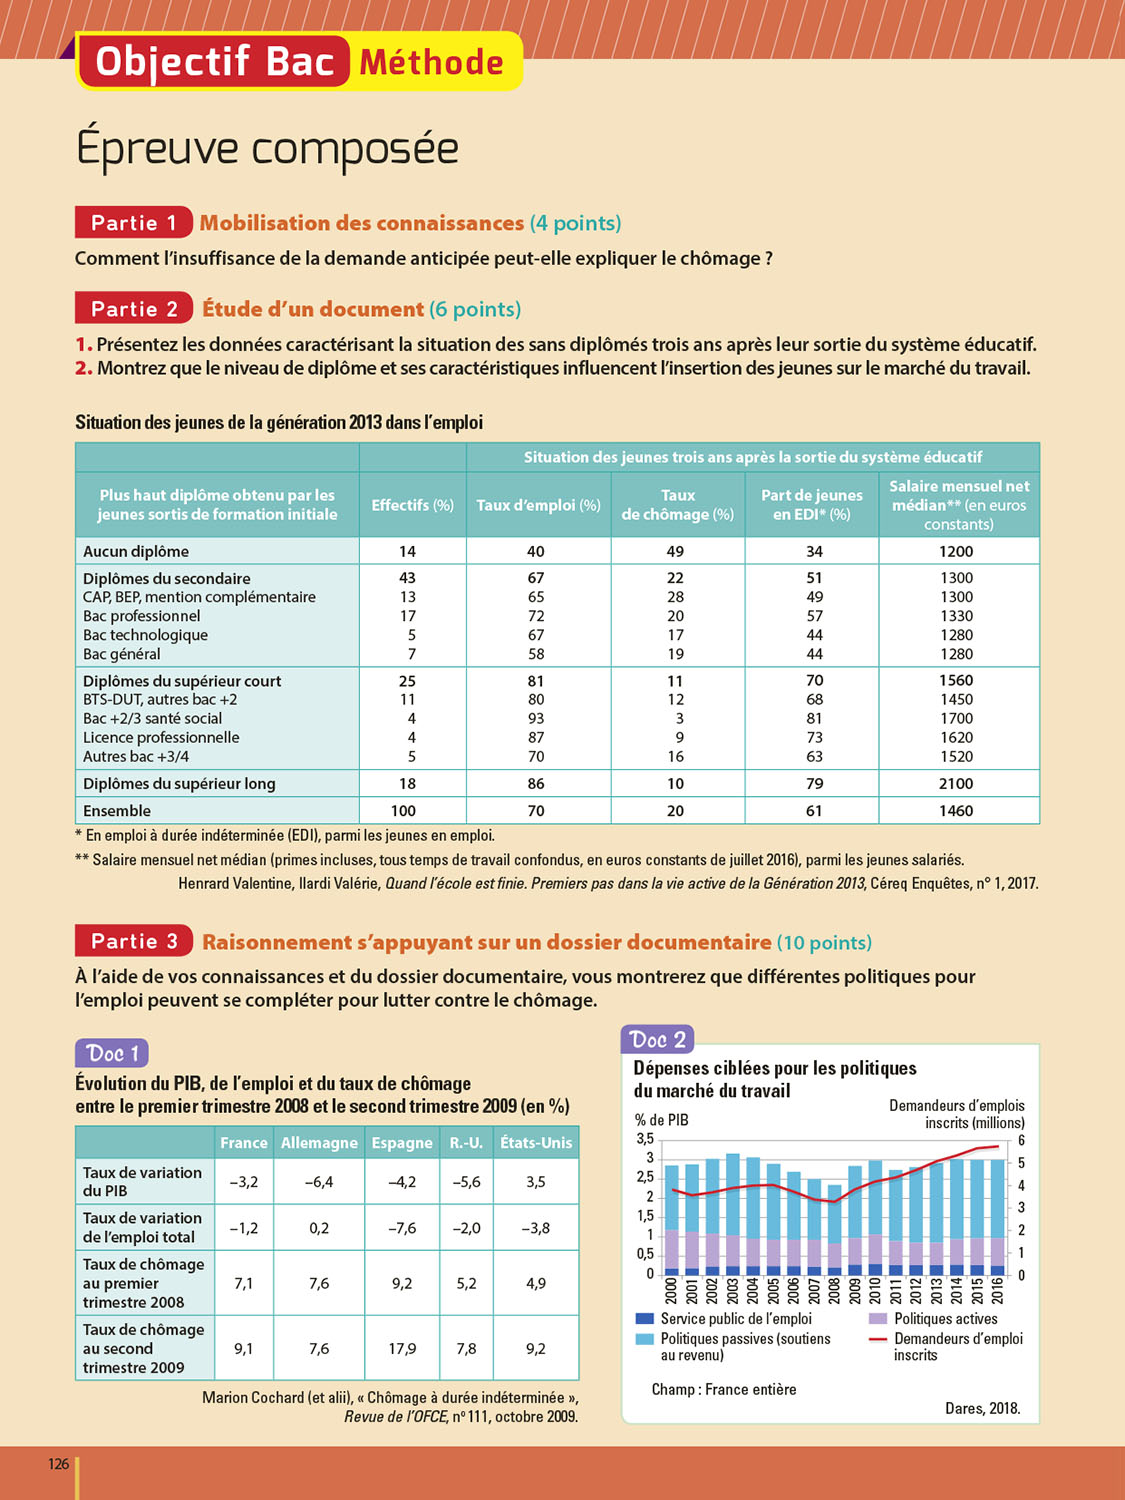 Objectif Bac Méthode
Épreuve composée
Partie 1 Mobilisation des connaissances (4 points)
Comment l'insuffisance de la demande anticipée peut-elle expliquer le chômage ?
Partie 2 Étude d'un document (6 points)
1. Présentez les données caractérisant la situation des sans diplômés trois ans après leur sortie du système éducatif.
2. Montrez que le niveau de diplôme et ses caractéristiques influencent l'insertion des jeunes sur le marché du travail.
Situation des jeunes de la génération 2013 dans l'emploi
Situation des jeunes trois ans après la sortie du système éducatif
Plus haut diplôme obtenu par les jeunes sortis de formation initiale Effectifs (%) Taux d'emploi (%) Taux de chômage (%) Part de jeunes en EDI* (%) Salaire mensuel net médian** (en euros constants)
Aucun diplôme 14 40 49 34 1200
Diplômes du secondaire 43 67 22 51 1300
CAP, BEP, mention complémentaire 13 65 28 49 1300
Bac professionnel 17 72 20 57 1330
Bac technologique 5 67 17 44 1280
Bac général 7 58 19 44 1280
Diplômes du supérieur court 25 81 11 70 1560
BTS-DUT, autres bac +2 11 80 12 68 1450
Bac +2/3 santé social 4 93 3 81 1700
Licence professionnelle 4 87 9 73 1620
Autres bac +3/4 5 70 16 63 1520
Diplômes du supérieur long 18 86 10 79 2100
Ensemble 100 70 20 61 1460
* En emploi à durée indéterminée (EDI), parmi les jeunes en emploi.
** Salaire mensuel net médian (primes incluses, tous temps de travail confondus, en euros constants de juillet 2016), parmi les jeunes salariés.
Henrard Valentine, Ilardi Valérie, Quand l'école est finie. Premiers pas dans la vie active de la Génération 2013, Céreq Enquêtes, n° 1, 2017.
Partie 3 Raisonnement s'appuyant sur un dossier documentaire (10 points)
À l'aide de vos connaissances et du dossier documentaire, vous montrerez que différentes politiques pour
l'emploi peuvent se compléter pour lutter contre le chômage.
Doc 1
Évolution du PIB, de l'emploi et du taux de chômage
entre le premier trimestre 2008 et le second trimestre 2009 (en %)
France Allemagne Espagne R.-U. États-Unis
Taux de variation du PIB –3,2 –6,4 –4,2 –5,6 3,5
Taux de variation de l'emploi total –1,2 0,2 –7,6 –2,0 –3,8
Taux de chômage au premier trimestre 2008 7,1 7,6 9,2 5,2 4,9
Taux de chômage au second trimestre 2009 9,1 7,6 17,9 7,8 9,2
Marion Cochard (et alii), « Chômage à durée indéterminée »,
Revue de l'OFCE, n° 111, octobre 2009.
Doc 2
Dépenses ciblées pour les politiques
du marché du travail
% de PIB
Demandeurs d'emplois
inscrits (millions)
3,5
3
2,5
2
1,5
1
0,5
0
6
5
4
3
2
1
0
2000 2001 2002 2003 2004 2005 2006 2007 2008 2009 2010 2011 2012 2013 2014 2015 2016
Service public de l'emploi
Politiques passives (soutiens
au revenu)
Politiques actives
Demandeurs d'emploi
inscrits
Champ : France entière
Dares, 2018.
126